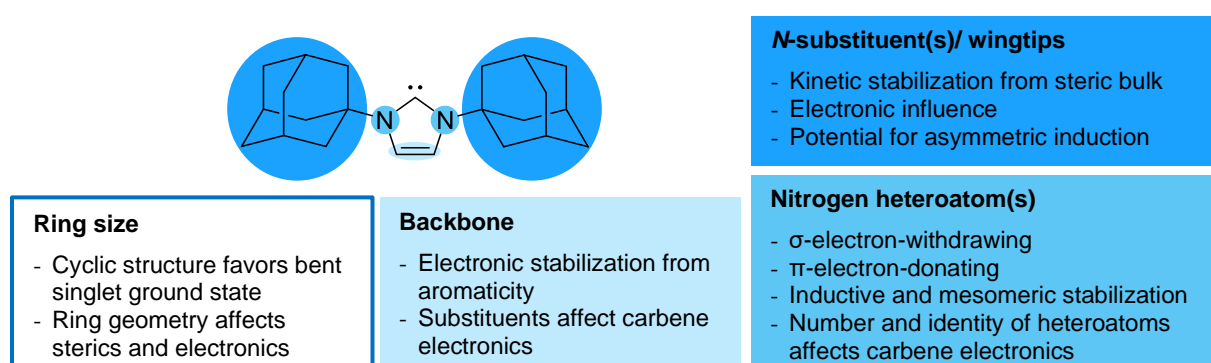 N N
N-substituent(s)/ wingtips
- Kinetic stabilization from steric bulk
- Electronic influence
- Potential for asymmetric induction
Ring size
- Cyclic structure favors bent
singlet ground state
- Ring geometry affects
sterics and electronics
Backbone
- Electronic stabilization from
aromaticity
- Substituents affect carbene
electronics
Nitrogen heteroatom(s)
- σ-electron-withdrawing
- π-electron-donating
- Inductive and mesomeric stabilization
- Number and identity of heteroatoms
affects carbene electronics